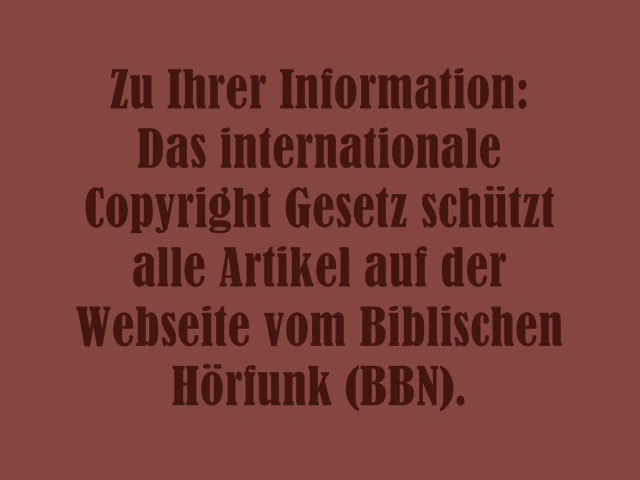 Zu Ihrer Information:
Das internationale
Copyright Gesetz schützt
alle Artikel auf der
Webseite vom Biblischen
Hörfunk (BBN).